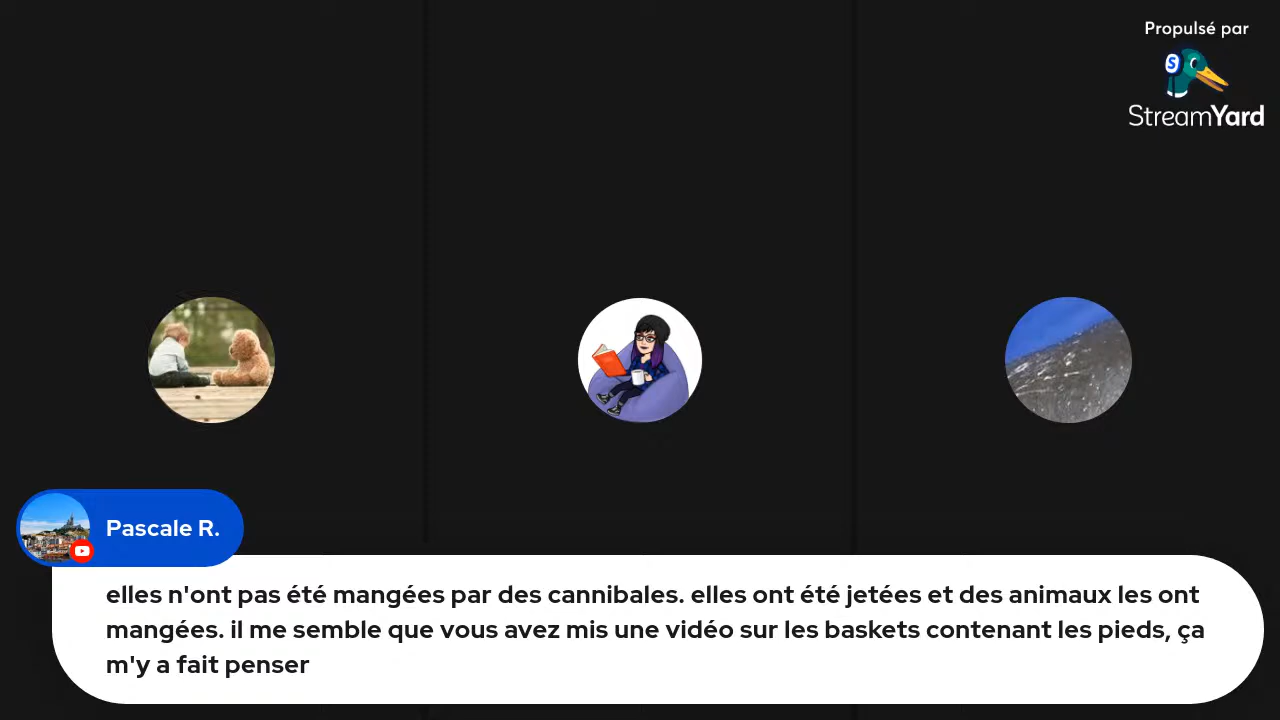 Propulsé par
S
StreamYard
Pascale R.
elles n'ont pas été mangées par des cannibales. elles ont été jetées et des animaux les ont
mangées. il me semble que vous avez mis une vidéo sur les baskets contenant les pieds, ça
m'y a fait penser